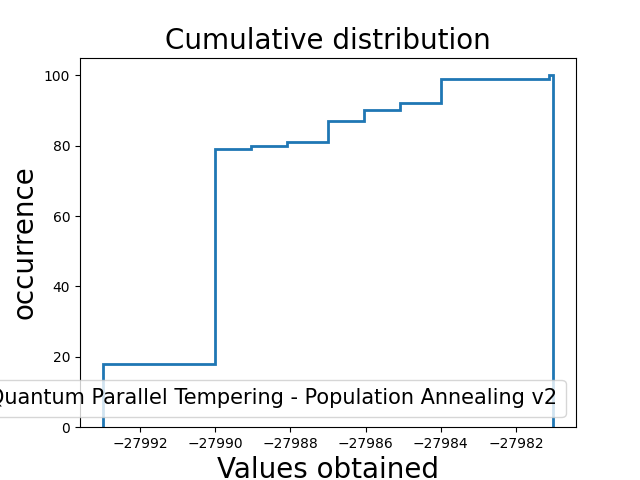 Cumulative distribution
occurrence
100
80
60
40
20
0
Quantum Parallel Tempering - Population Annealing v2
−27992 −27990 −27988 −27986 −27984 −27982
Values obtained